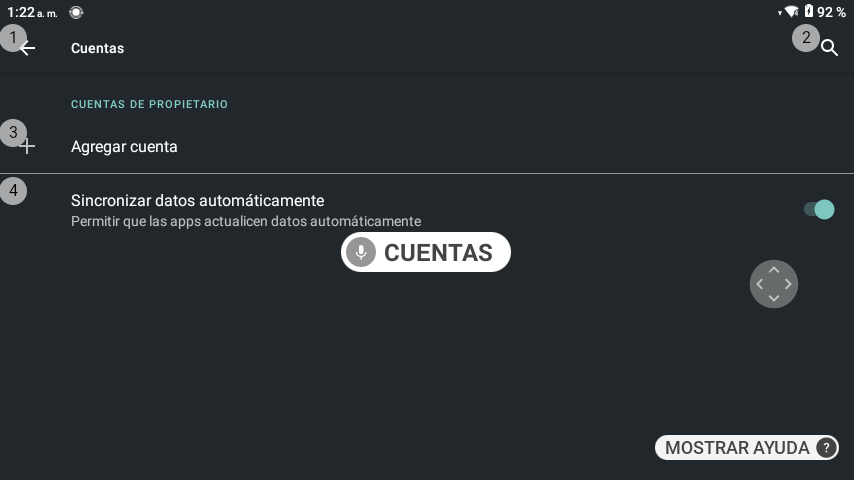 1:22 a. m. 92 %
1 Cuentas 2
CUENTAS DE PROPIETARIO
3 Agregar cuenta
4 Sincronizar datos automáticamente
Permitir que las apps actualicen datos automáticamente
CUENTAS
MOSTRAR AYUDA ?